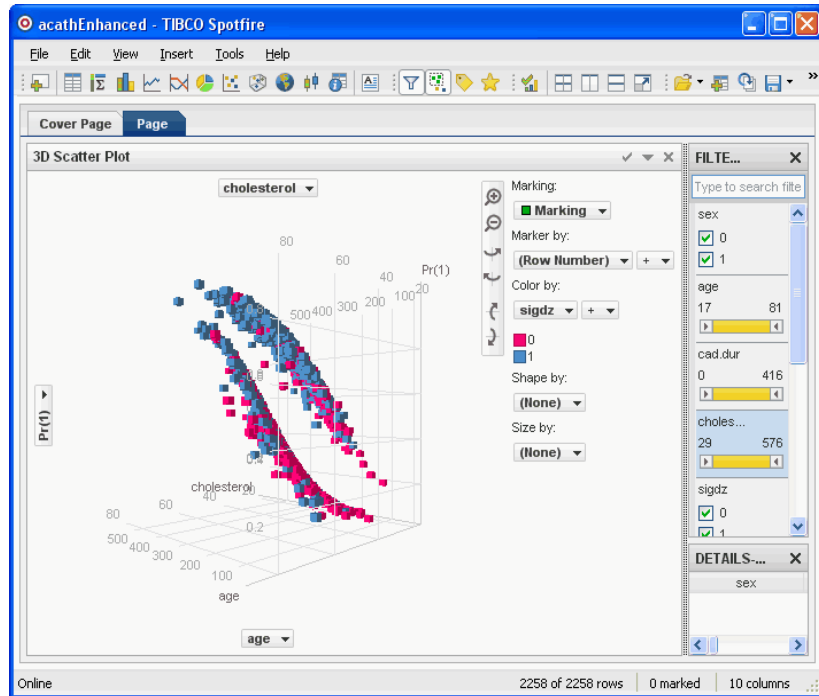 acathEnhanced - TIBCO Spotfire
File Edit View Insert Tools Help
Cover Page Page
3D Scatter Plot
cholesterol
80
60
40
20
Pr(1)
500 400 300 200 100
0.4
0.2
Pr(1)
cholesterol
80 60 40 20
500 400 300 200 100
age
age
Marking:
Marking
Marker by:
(Row Number) +
Color by:
sigdz +
0
1
Shape by:
(None)
Size by:
(None)
FILTE...
Type to search filte
sex
0
1
age
17 81
cad.dur
0 416
choles...
29 576
sigdz
0
1
DETAILS-...
sex
Online 2258 of 2258 rows 0 marked 10 columns